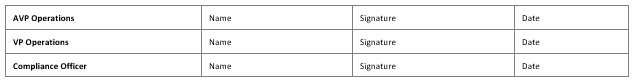 AVP Operations Name Signature Date
VP Operations Name Signature Date
Compliance Officer Name Signature Date